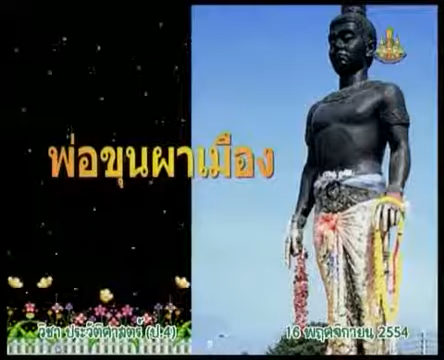 พ่อขุนผาเมือง
วิชา ประวัติศาสตร์ (ป.4)
16 พฤศจิกายน 2554